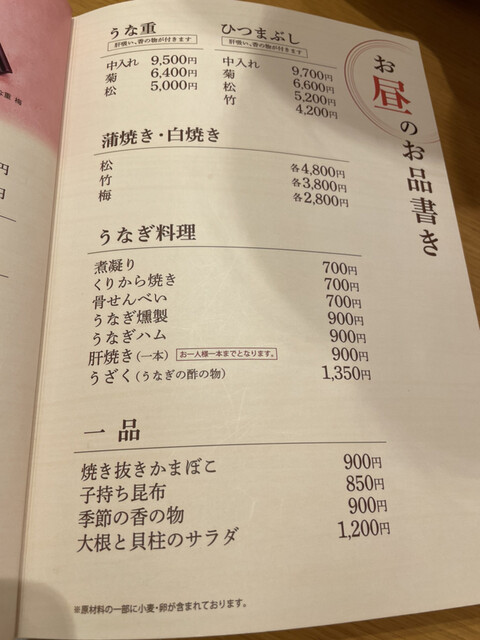 お昼のお品書き
うな重
肝吸い、香の物が付きます
中入れ 9,500円
菊 6,400円
松 5,000円
ひつまぶし
肝吸い、香の物が付きます
中入れ 9,700円
菊 6,600円
松 5,200円
竹 4,200円
蒲焼き・白焼き
松 各4,800円
竹 各3,800円
梅 各2,800円
うなぎ料理
煮凝り 700円
くりから焼き 700円
骨せんべい 700円
うなぎ燻製 900円
うなぎハム 900円
肝焼き（一本） お一人様一本までとなります。 900円
うざく（うなぎの酢の物） 1,350円
一品
焼き抜きかまぼこ 900円
子持ち昆布 850円
季節の香の物 900円
大根と貝柱のサラダ 1,200円
※原材料の一部に小麦・卵が含まれております。
重 梅
円
円